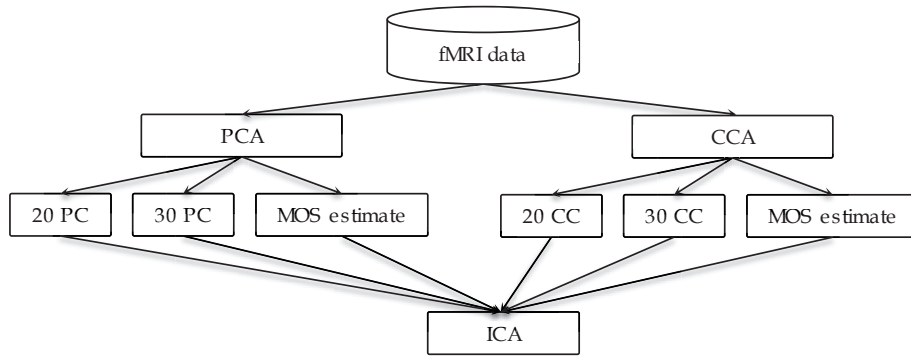 fMRI data
PCA
CCA
20 PC
30 PC
MOS estimate
20 CC
30 CC
MOS estimate
ICA